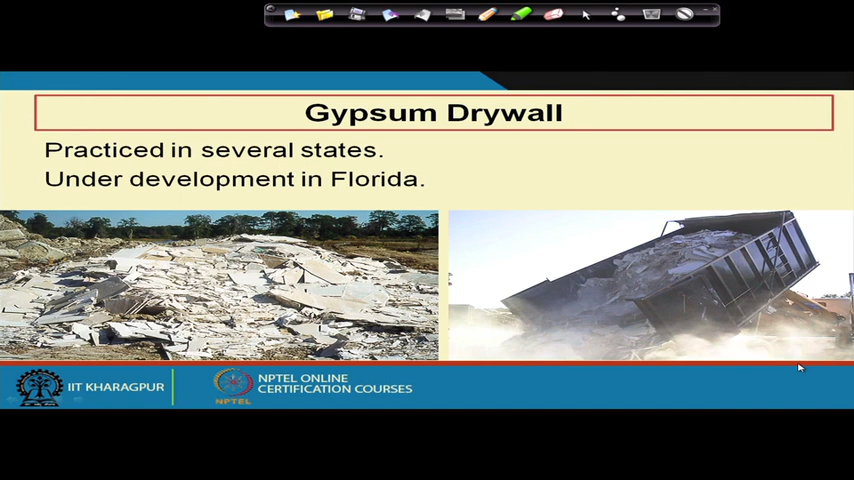 Gypsum Drywall
Practiced in several states.
Under development in Florida.
IIT KHARAGPUR
NPTEL
NPTEL ONLINE
CERTIFICATION COURSES